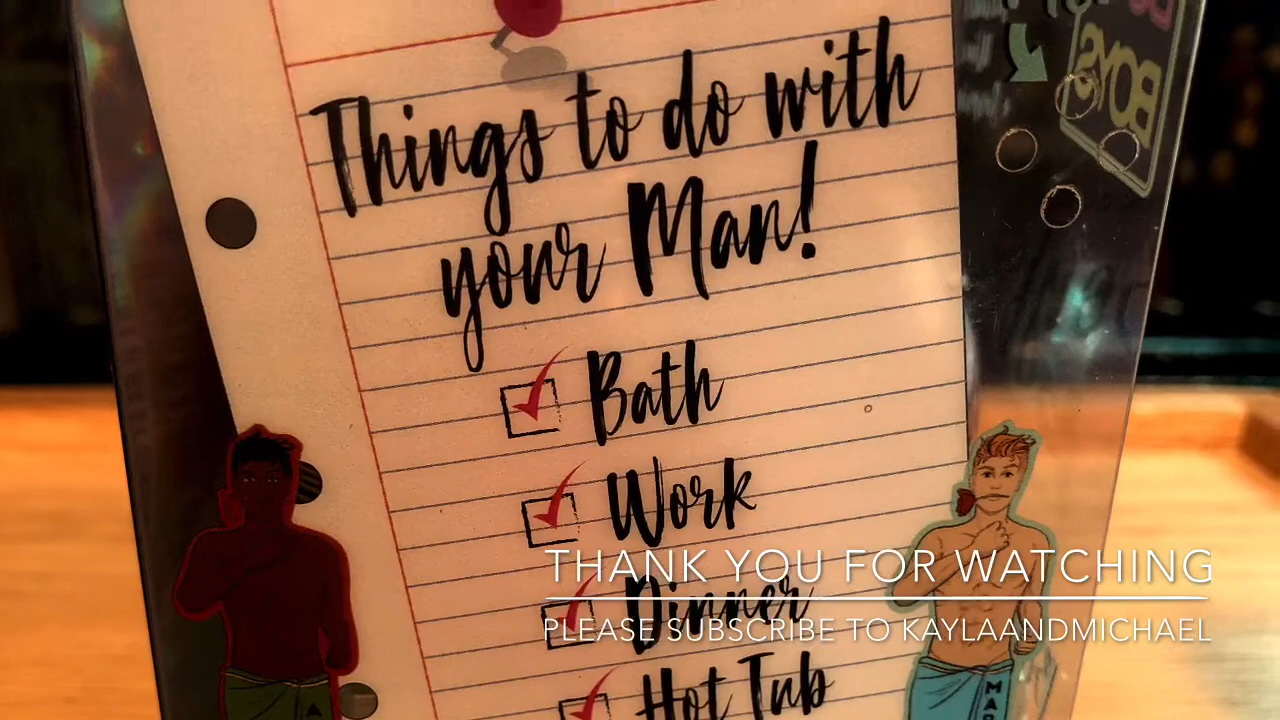 Things to do with
your Man!
BOYS
Bath
Work
THANK YOU FOR WATCHING
Dinner
PLEASE SUBSCRIBE TO KAYLAANDMICHAEL
Hot Tub